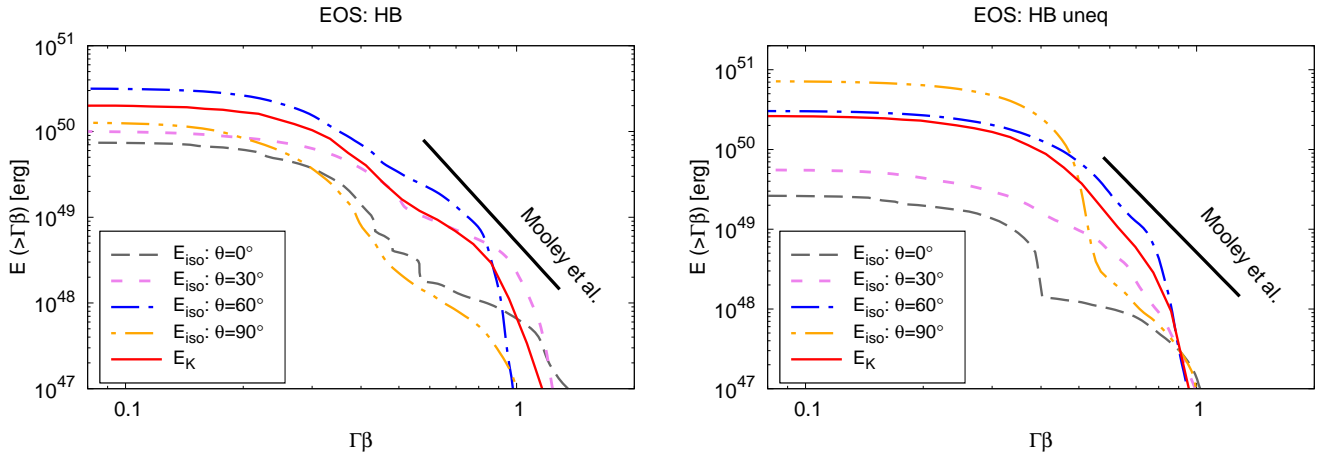 EOS: HB
10^51
10^50
10^49
10^48
10^47
E (>Γβ) [erg]
Mooley et al.
E_iso: θ=0°
E_iso: θ=30°
E_iso: θ=60°
E_iso: θ=90°
E_K
0.1
1
Γβ
EOS: HB uneq
10^51
10^50
10^49
10^48
10^47
E (>Γβ) [erg]
Mooley et al.
E_iso: θ=0°
E_iso: θ=30°
E_iso: θ=60°
E_iso: θ=90°
E_K
0.1
1
Γβ